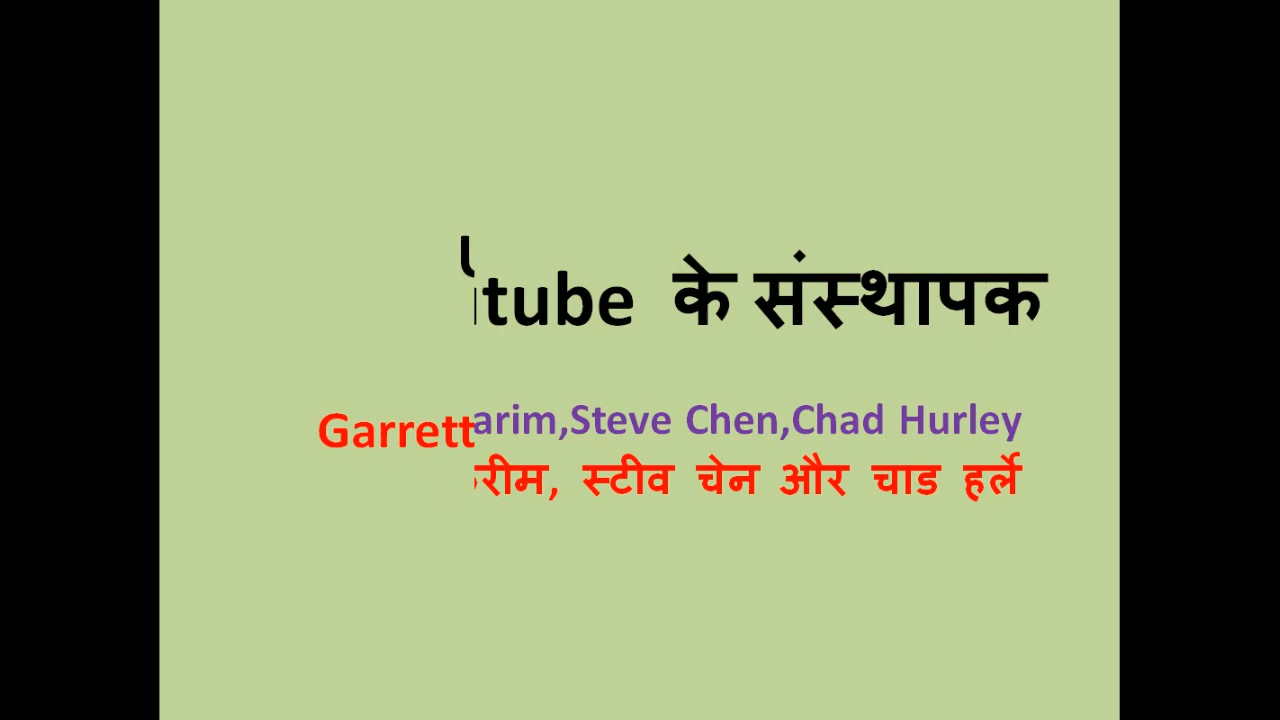 tube के संस्थापक
Garrett arim,Steve Chen,Chad Hurley
रीम, स्टीव चेन और चाड हर्ले